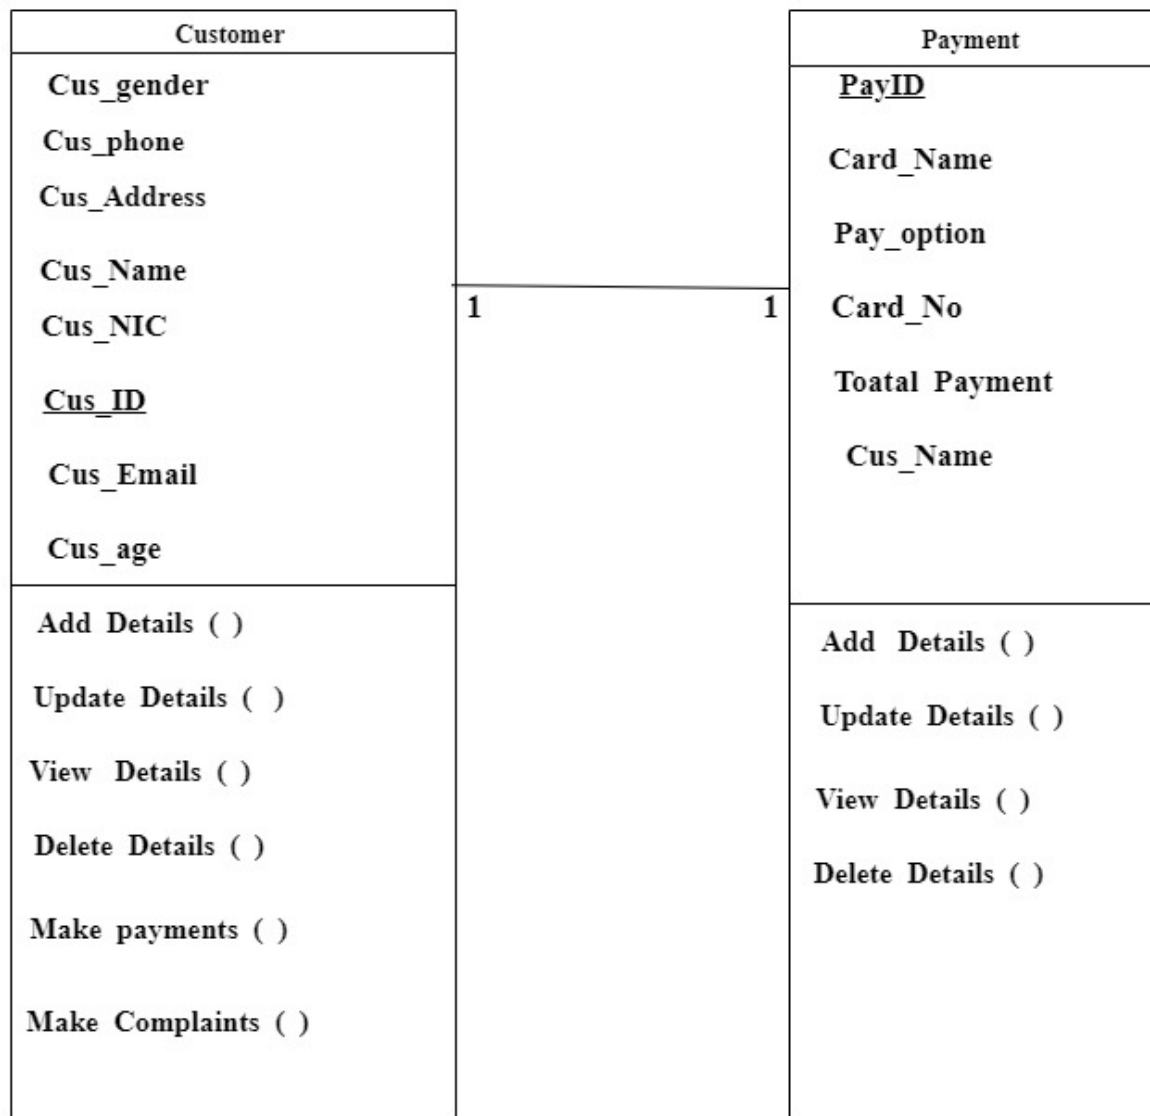 Customer
Cus_gender
Cus_phone
Cus_Address
Cus_Name
Cus_NIC
Cus_ID
Cus_Email
Cus_age
Add Details ( )
Update Details ( )
View Details ( )
Delete Details ( )
Make payments ( )
Make Complaints ( )
1
1
Payment
PayID
Card_Name
Pay_option
Card_No
Toatal Payment
Cus_Name
Add Details ( )
Update Details ( )
View Details ( )
Delete Details ( )